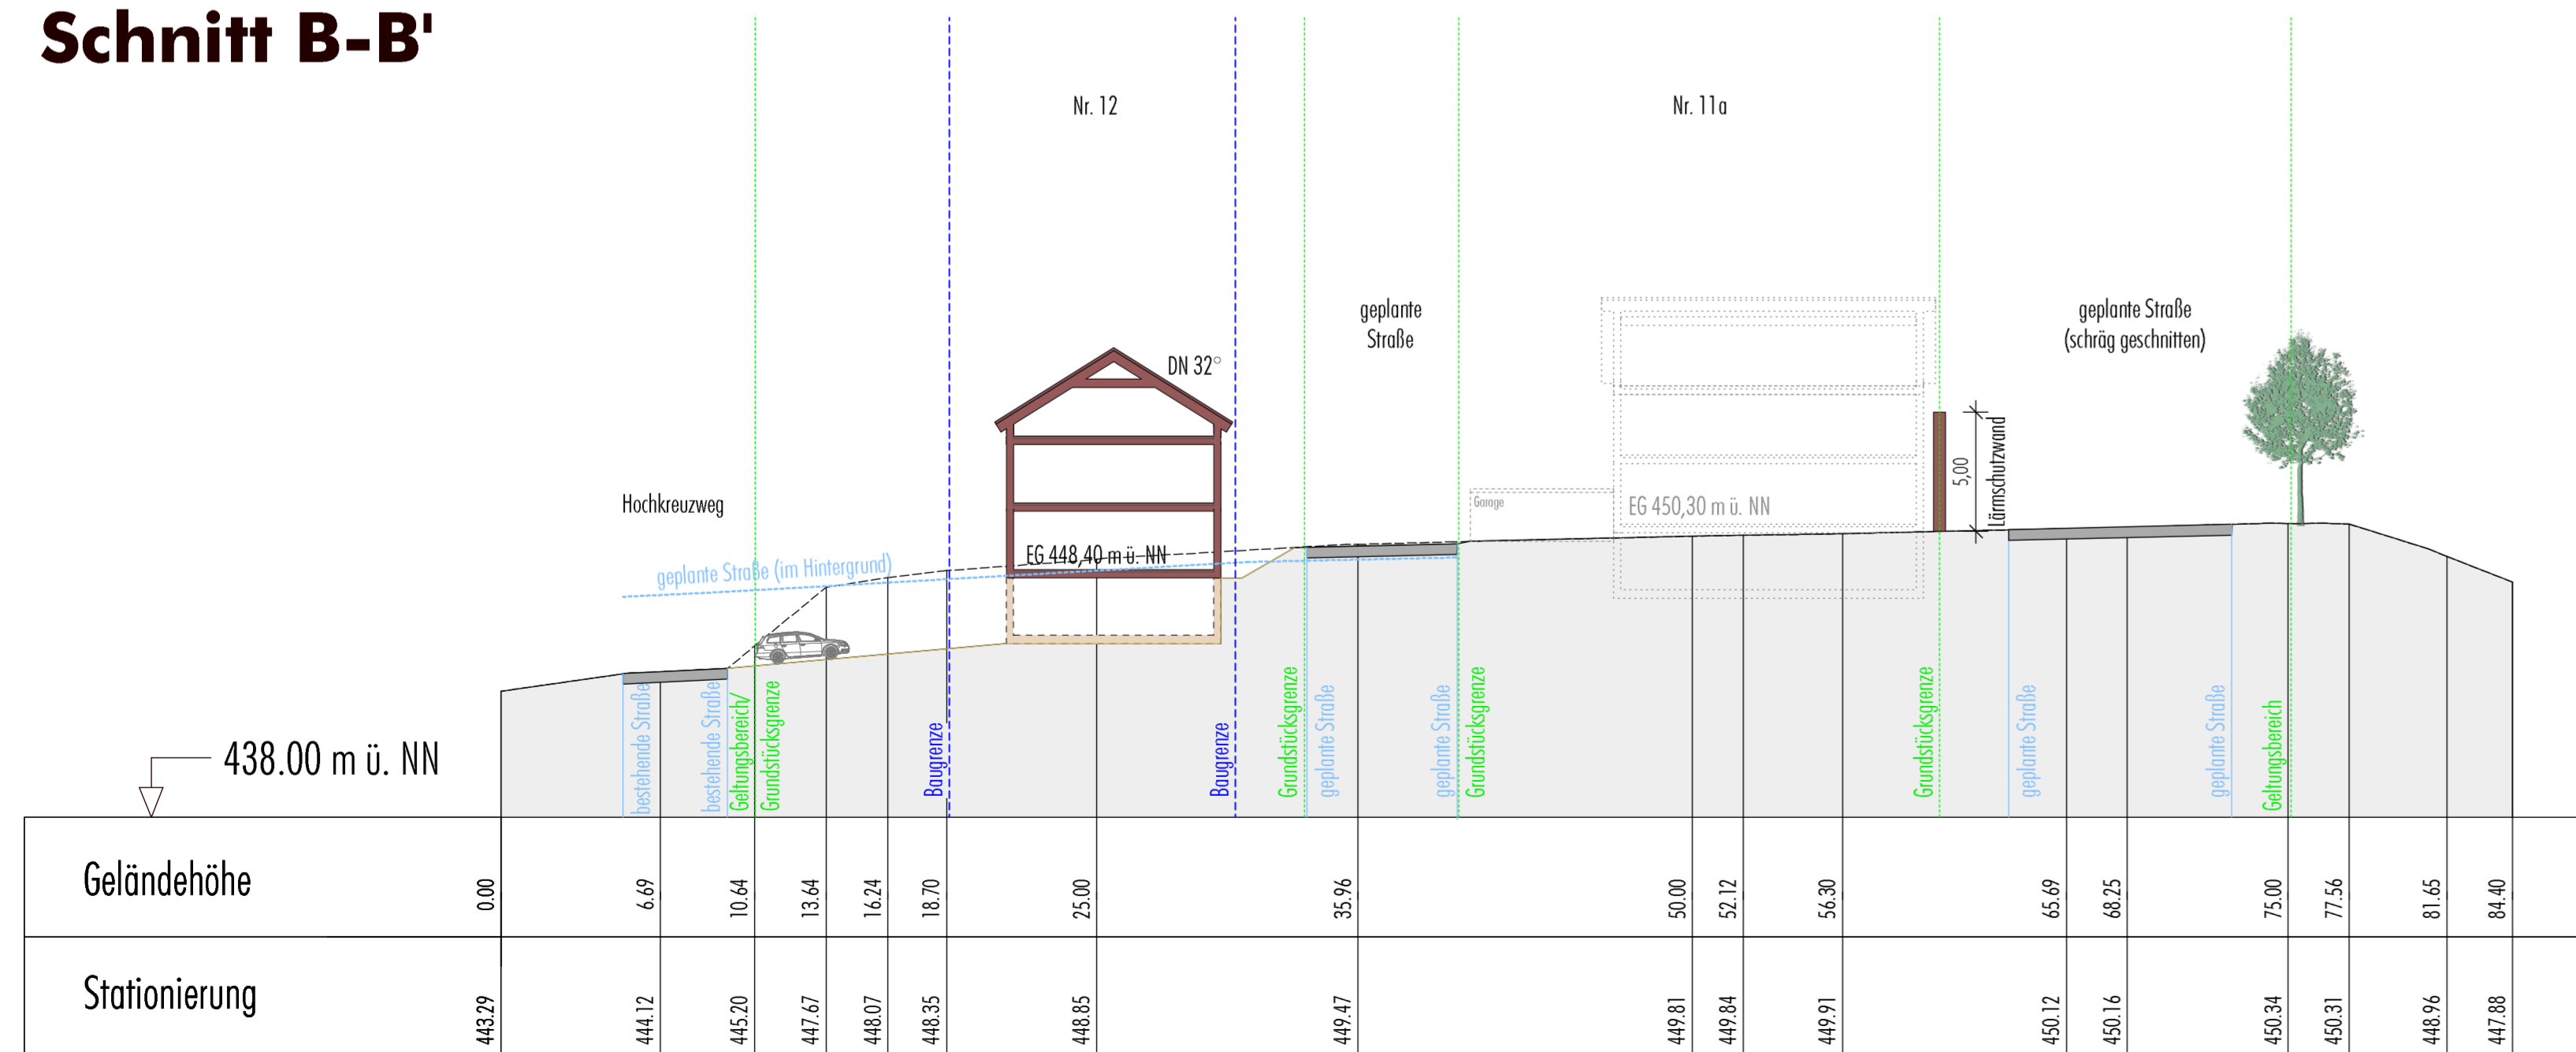 Schnitt B-B'
Nr. 12
Nr. 11a
geplante
Straße
geplante Straße
(schräg geschnitten)
DN 32°
Hochkreuzweg
Garage
EG 450,30 m ü. NN
5,00
Lärmschutzwand
EG 448,40 m ü. NN
geplante Straße (im Hintergrund)
bestehende Straße
bestehende Straße
Geltungsbereich/
Grundstücksgrenze
Baugrenze
Baugrenze
Grundstücksgrenze
geplante Straße
geplante Straße
Grundstücksgrenze
Grundstücksgrenze
geplante Straße
geplante Straße
Geltungsbereich
438.00 m ü. NN
Geländehöhe
0.00
6.69
10.64
13.64
16.24
18.70
25.00
35.96
50.00
52.12
56.30
65.69
68.25
75.00
77.56
81.65
84.40
Stationierung
443.29
444.12
445.20
447.67
448.07
448.35
448.85
449.47
449.81
449.84
449.91
450.12
450.16
450.34
450.31
448.96
447.88